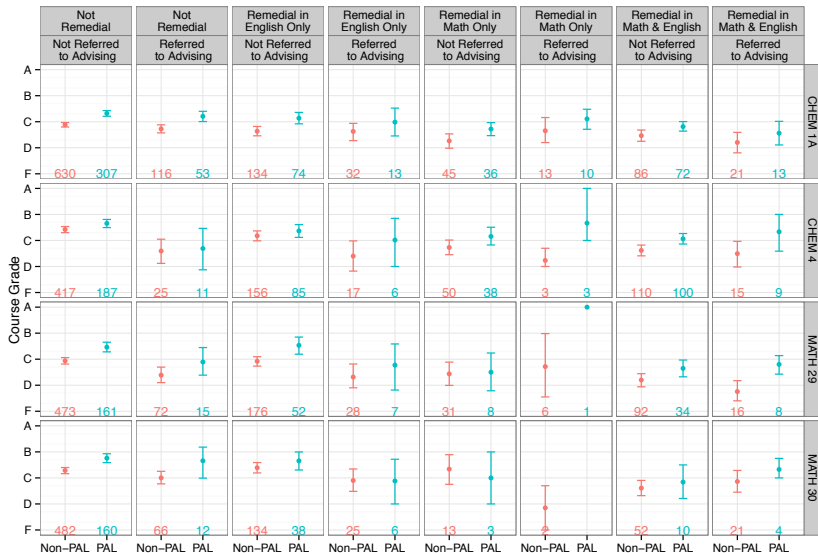 Not Remedial Not Remedial Remedial in English Only Remedial in English Only Remedial in Math Only Remedial in Math Only Remedial in Math & English Remedial in Math & English
Not Referred to Advising Referred to Advising Not Referred to Advising Referred to Advising Not Referred to Advising Referred to Advising Not Referred to Advising Referred to Advising
Course Grade
A
B
C
D
F 630 307 116 53 134 74 32 13 45 36 13 10 86 72 21 13
CHEM 1A
A
B
C
D
F 417 187 25 11 156 85 17 6 50 38 3 3 110 100 15 9
CHEM 4
A
B
C
D
F 473 161 72 15 176 52 28 7 31 8 6 1 92 34 16 8
MATH 29
A
B
C
D
F 482 160 66 12 134 38 25 6 13 3 2 52 10 21 4
MATH 30
Non-PAL PAL Non-PAL PAL Non-PAL PAL Non-PAL PAL Non-PAL PAL Non-PAL PAL Non-PAL PAL Non-PAL PAL